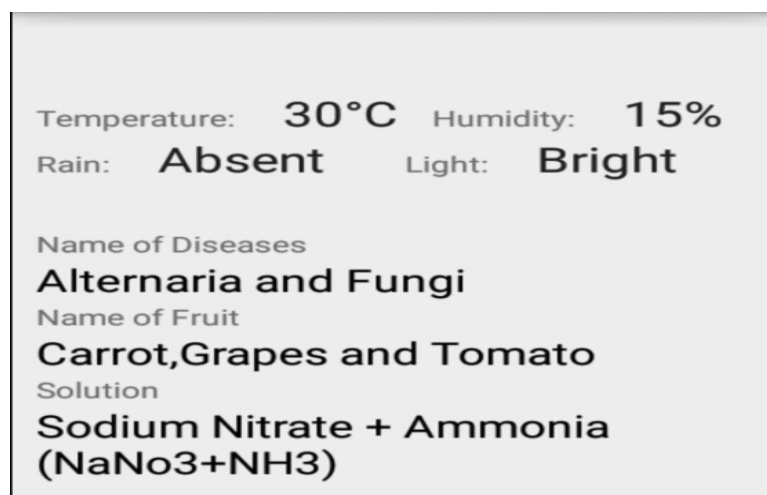 Temperature: 30°C Humidity: 15%
Rain: Absent Light: Bright
Name of Diseases
Alternaria and Fungi
Name of Fruit
Carrot,Grapes and Tomato
Solution
Sodium Nitrate + Ammonia
(NaNo3+NH3)